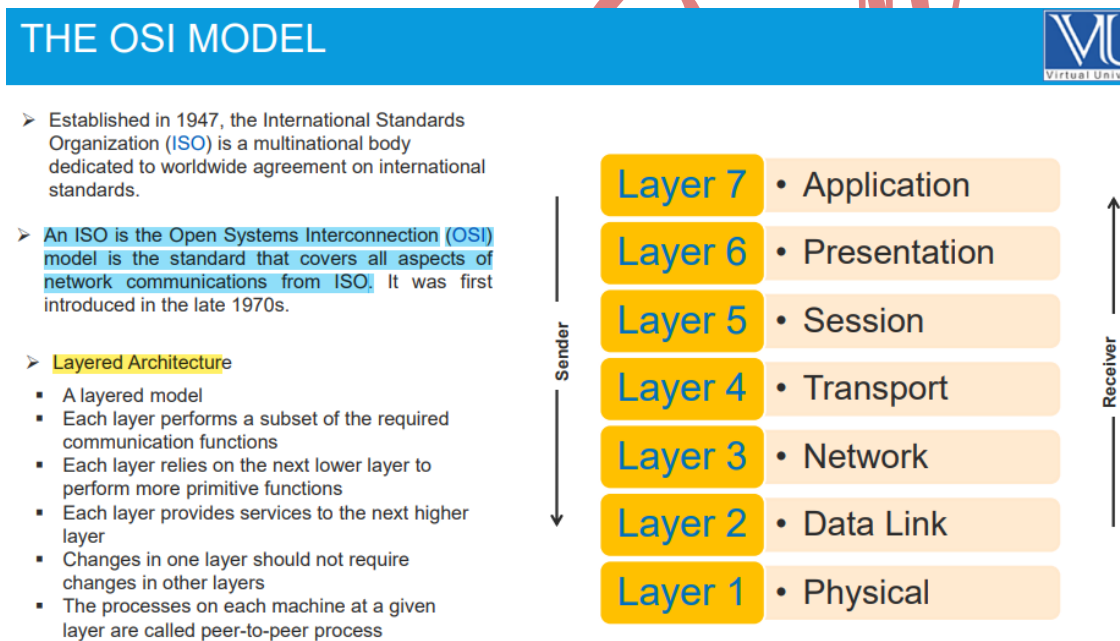 THE OSI MODEL
VU
Virtual Univ
➢ Established in 1947, the International Standards
Organization (ISO) is a multinational body
dedicated to worldwide agreement on international
standards.
➢ An ISO is the Open Systems Interconnection (OSI)
model is the standard that covers all aspects of
network communications from ISO. It was first
introduced in the late 1970s.
➢ Layered Architecture
▪ A layered model
▪ Each layer performs a subset of the required
communication functions
▪ Each layer relies on the next lower layer to
perform more primitive functions
▪ Each layer provides services to the next higher
layer
▪ Changes in one layer should not require
changes in other layers
▪ The processes on each machine at a given
layer are called peer-to-peer process
Sender
Layer 7 • Application
Layer 6 • Presentation
Layer 5 • Session
Layer 4 • Transport
Layer 3 • Network
Layer 2 • Data Link
Layer 1 • Physical
Receiver